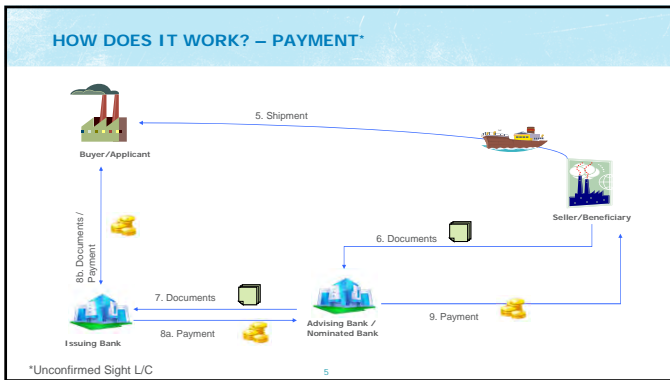 HOW DOES IT WORK? – PAYMENT*
5. Shipment
Buyer/Applicant
Seller/Beneficiary
8b. Documents /
Payment
6. Documents
7. Documents
8a. Payment
Advising Bank /
Nominated Bank
9. Payment
Issuing Bank
*Unconfirmed Sight L/C
5